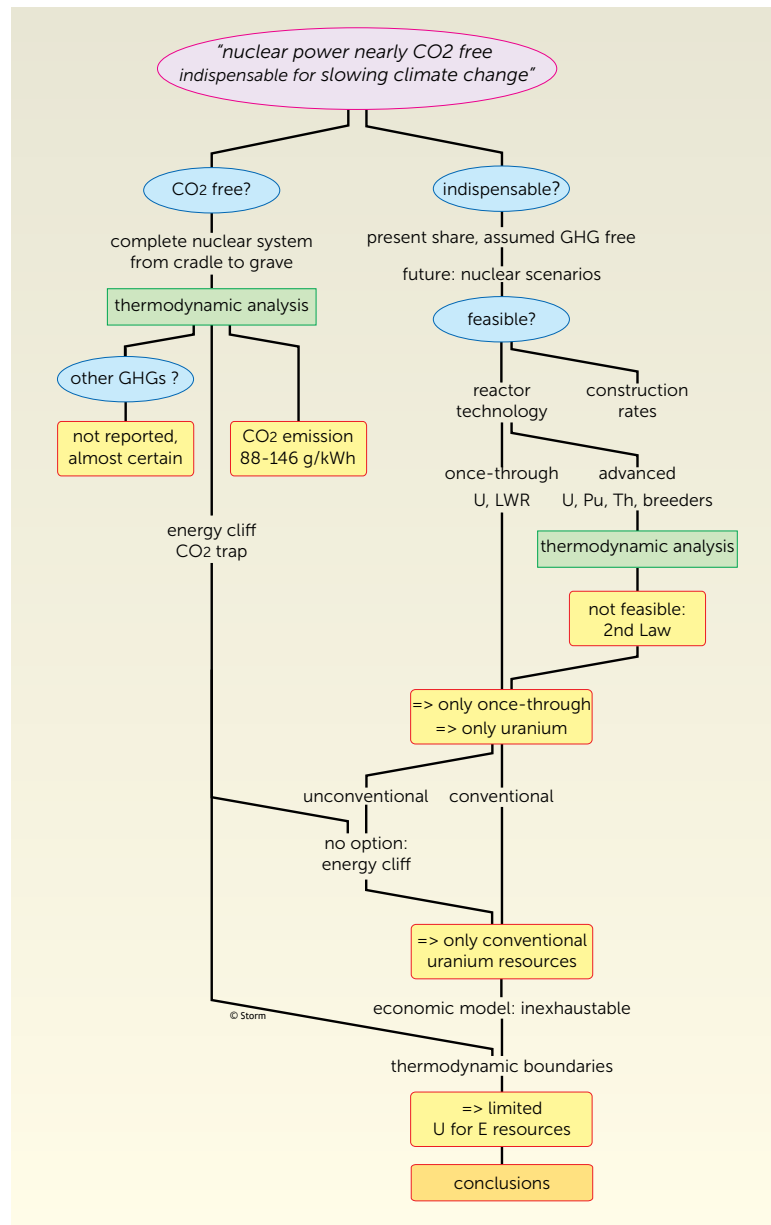 "nuclear power nearly CO2 free
indispensable for slowing climate change"
CO2 free?
indispensable?
complete nuclear system
from cradle to grave
present share, assumed GHG free
future: nuclear scenarios
thermodynamic analysis
feasible?
other GHGs ?
reactor
technology
construction
rates
not reported,
almost certain
CO2 emission
88-146 g/kWh
once-through
U, LWR
advanced
U, Pu, Th, breeders
energy cliff
CO2 trap
thermodynamic analysis
not feasible:
2nd Law
=> only once-through
=> only uranium
unconventional
conventional
no option:
energy cliff
=> only conventional
uranium resources
economic model: inexhaustable
© Storm
thermodynamic boundaries
=> limited
U for E resources
conclusions